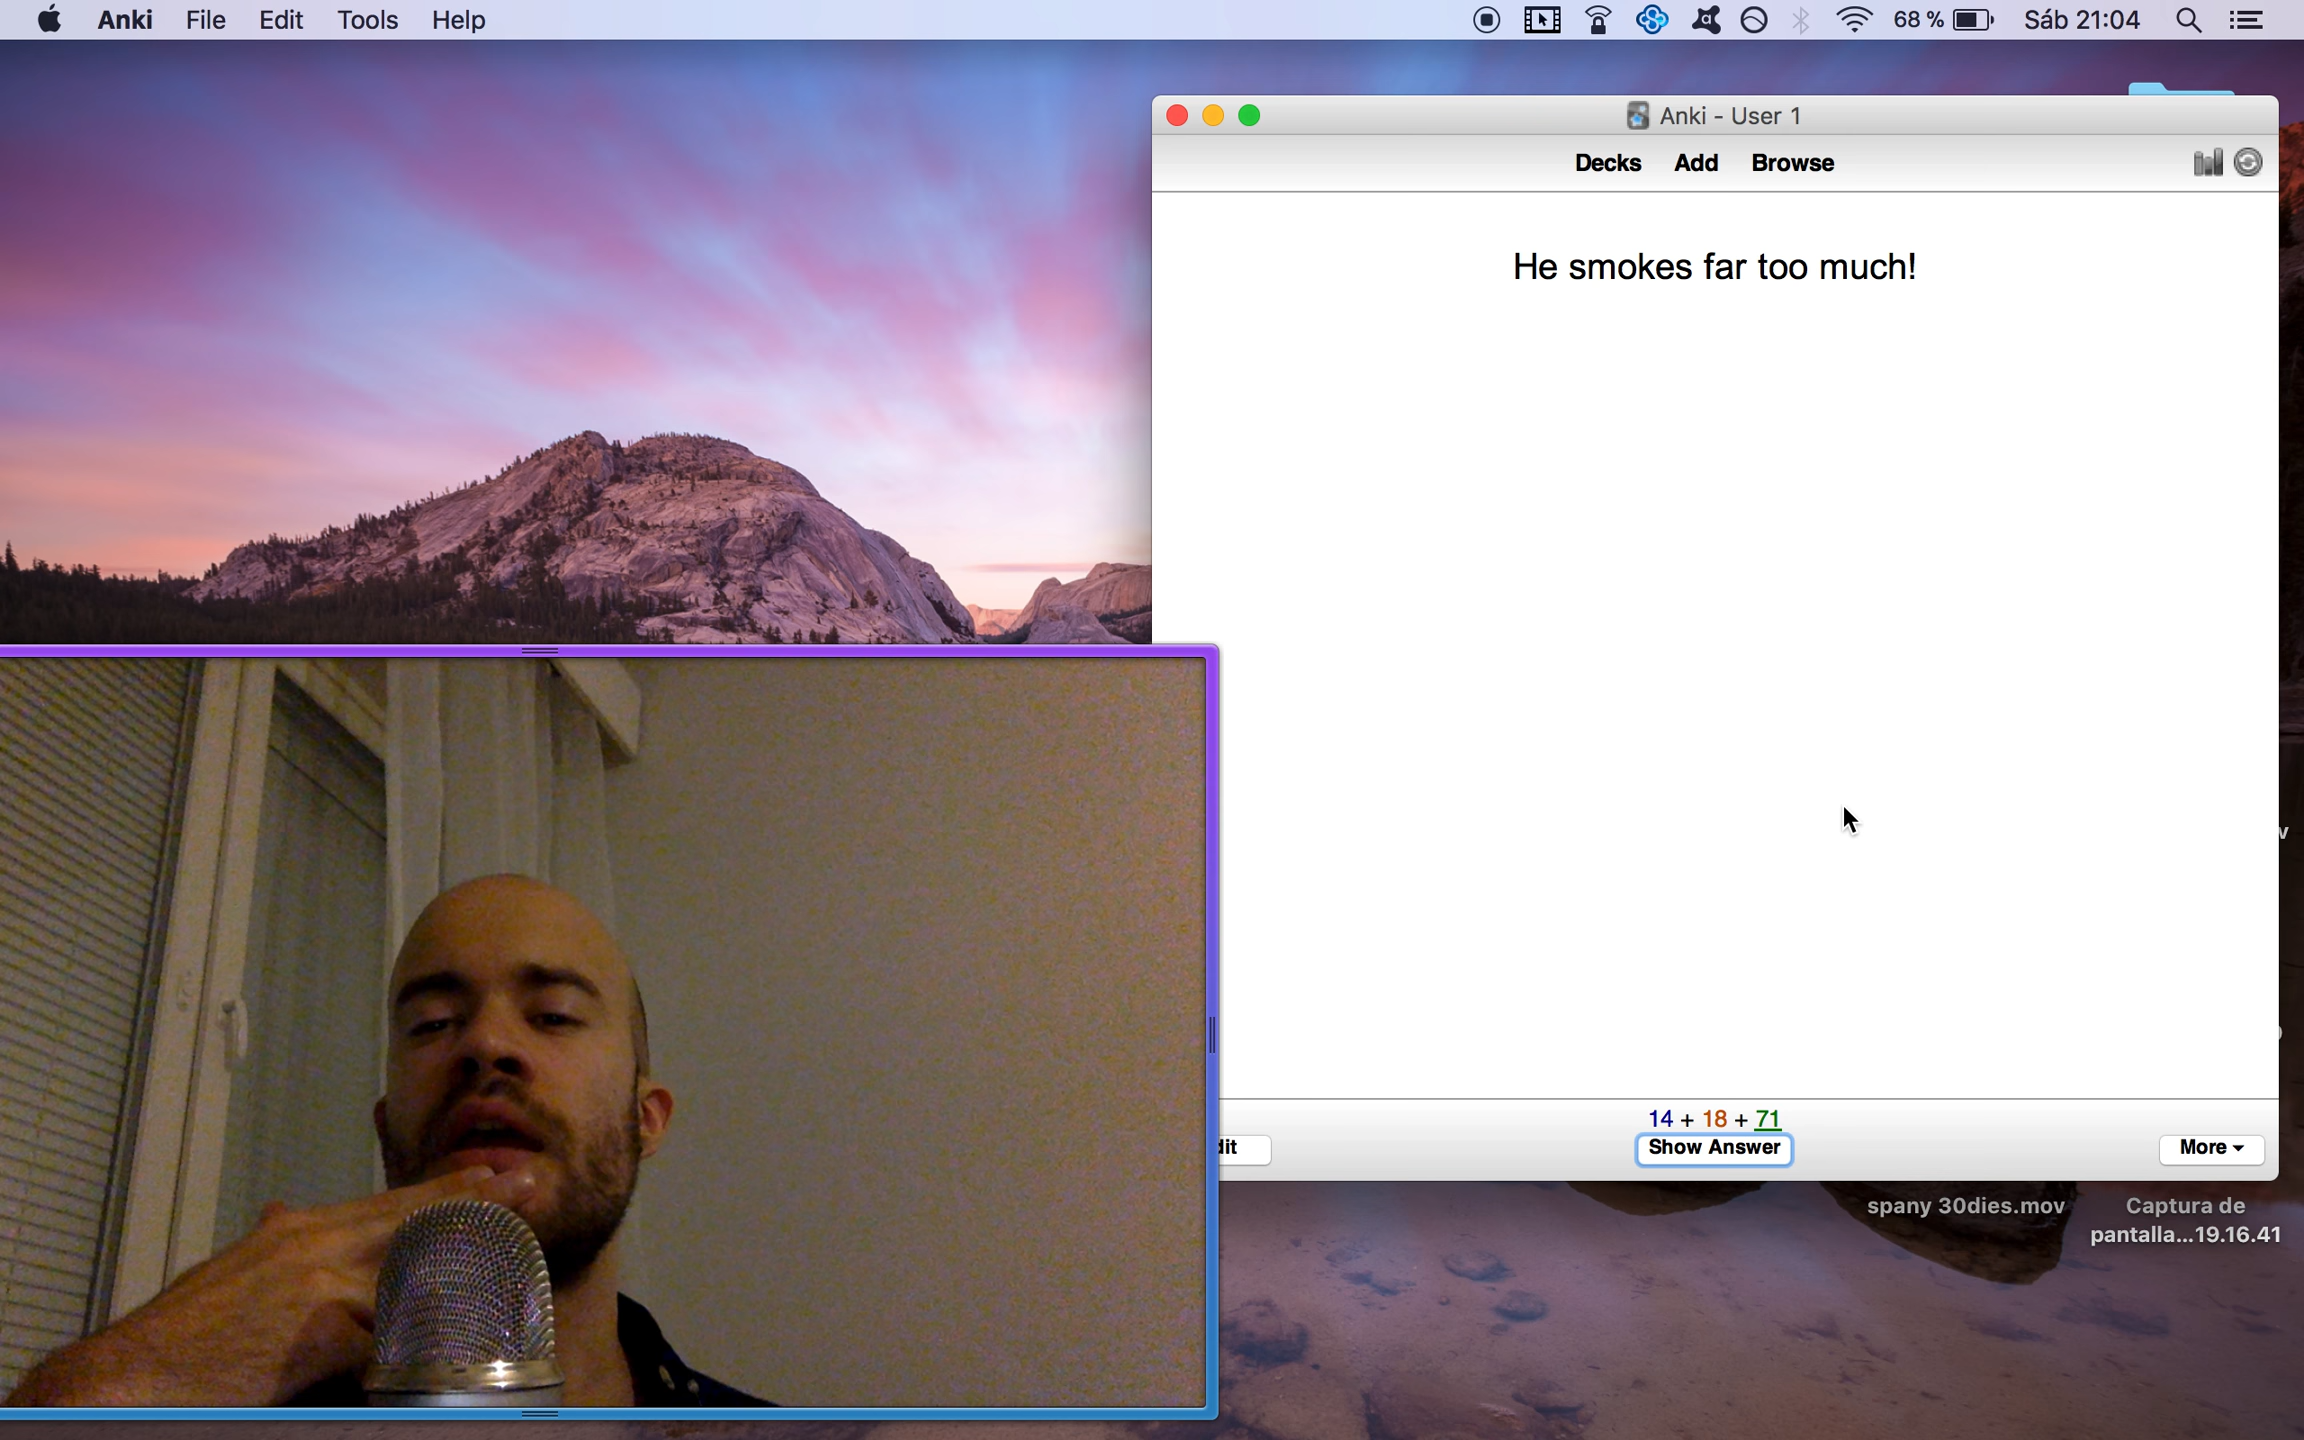 Anki File Edit Tools Help 68 % Sáb 21:04
Anki - User 1
Decks Add Browse
He smokes far too much!
14 + 18 + 71
dit Show Answer More
spany 30dies.mov
Captura de
pantalla...19.16.41